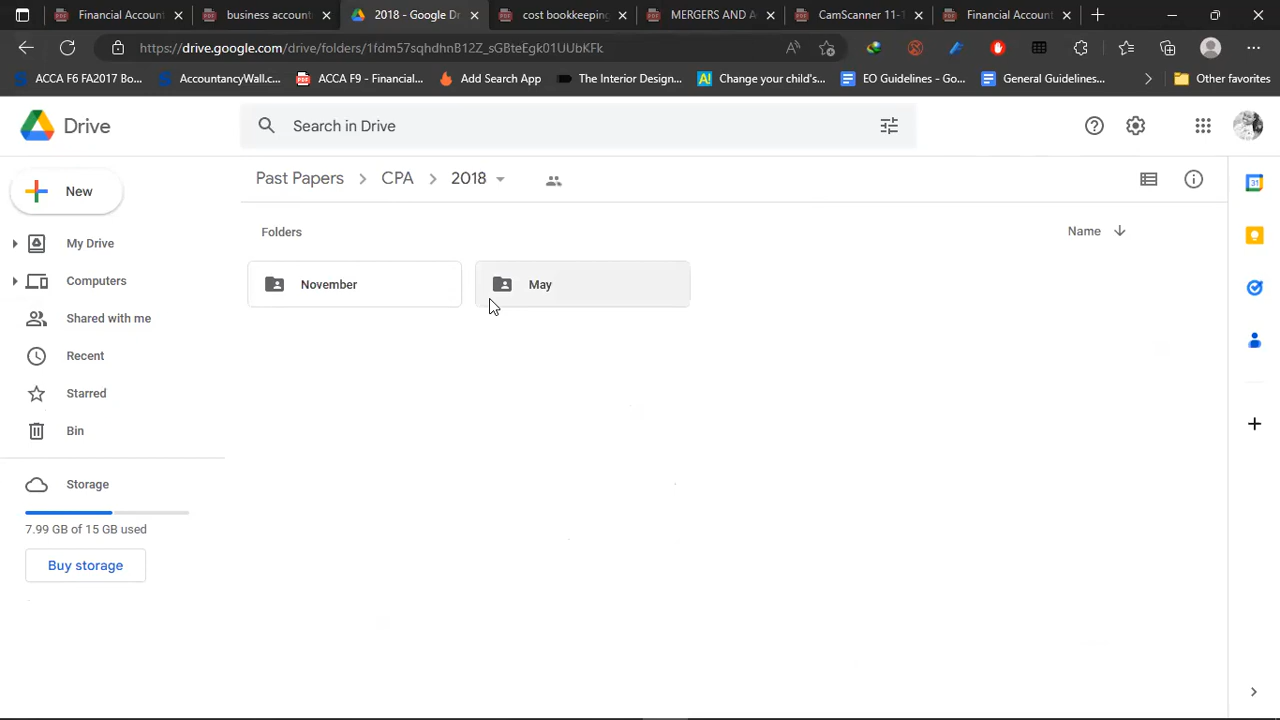 Financial Account
business account
2018 - Google Dr
cost bookkeeping
MERGERS AND A
CamScanner 11-1
Financial Account
https://drive.google.com/drive/folders/1fdm57sqhdhnB12Z_sGBteEgk01UUbKFk
ACCA F6 FA2017 Bo...
AccountancyWall.c...
ACCA F9 - Financial...
Add Search App
The Interior Design...
Change your child's...
EO Guidelines - Go...
General Guidelines...
Other favorites
Drive
Search in Drive
New
Past Papers > CPA > 2018
My Drive
Folders
Name
Computers
November
May
Shared with me
Recent
Starred
Bin
Storage
7.99 GB of 15 GB used
Buy storage